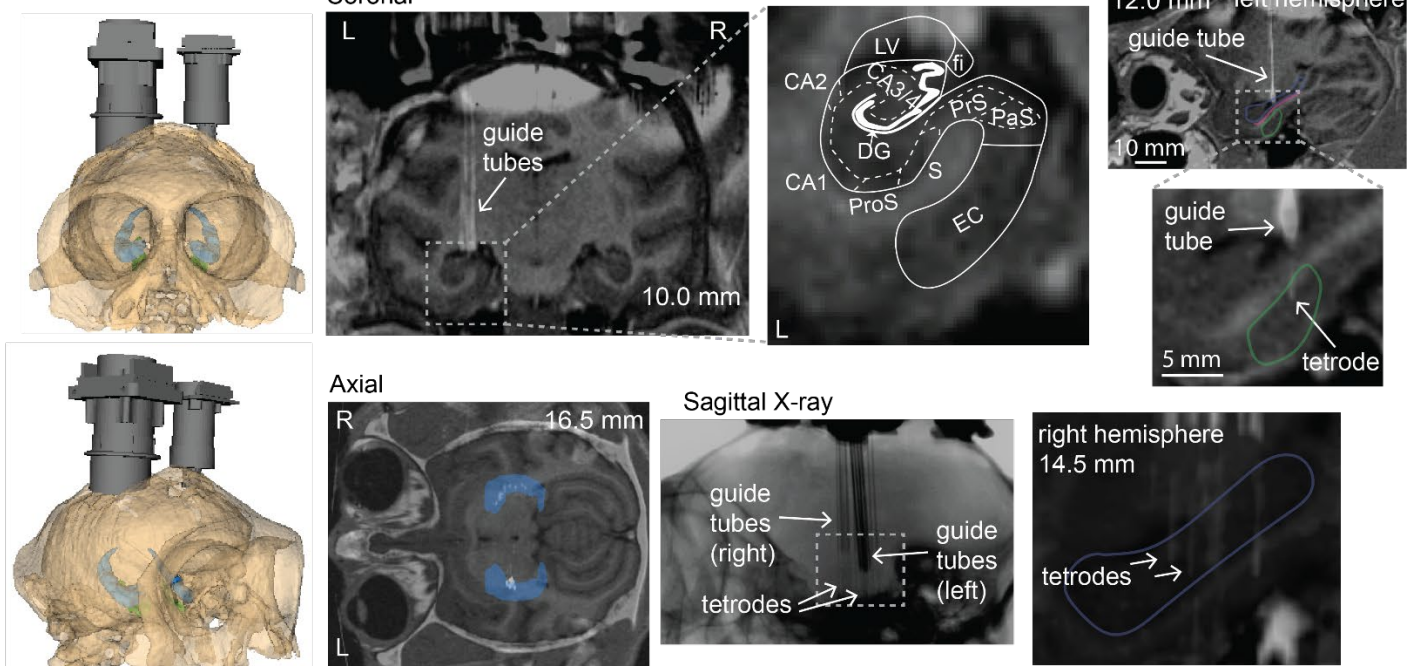 Coronal
L
R
guide
tubes
10.0 mm
LV
fi
CA2
CA3/4
PrS
PaS
DG
CA1
S
ProS
EC
L
12.0 mm left hemisphere
guide tube
10 mm
guide
tube
5 mm
tetrode
Axial
R
16.5 mm
L
Sagittal X-ray
guide
tubes
(right)
guide
tubes
(left)
tetrodes
right hemisphere
14.5 mm
tetrodes